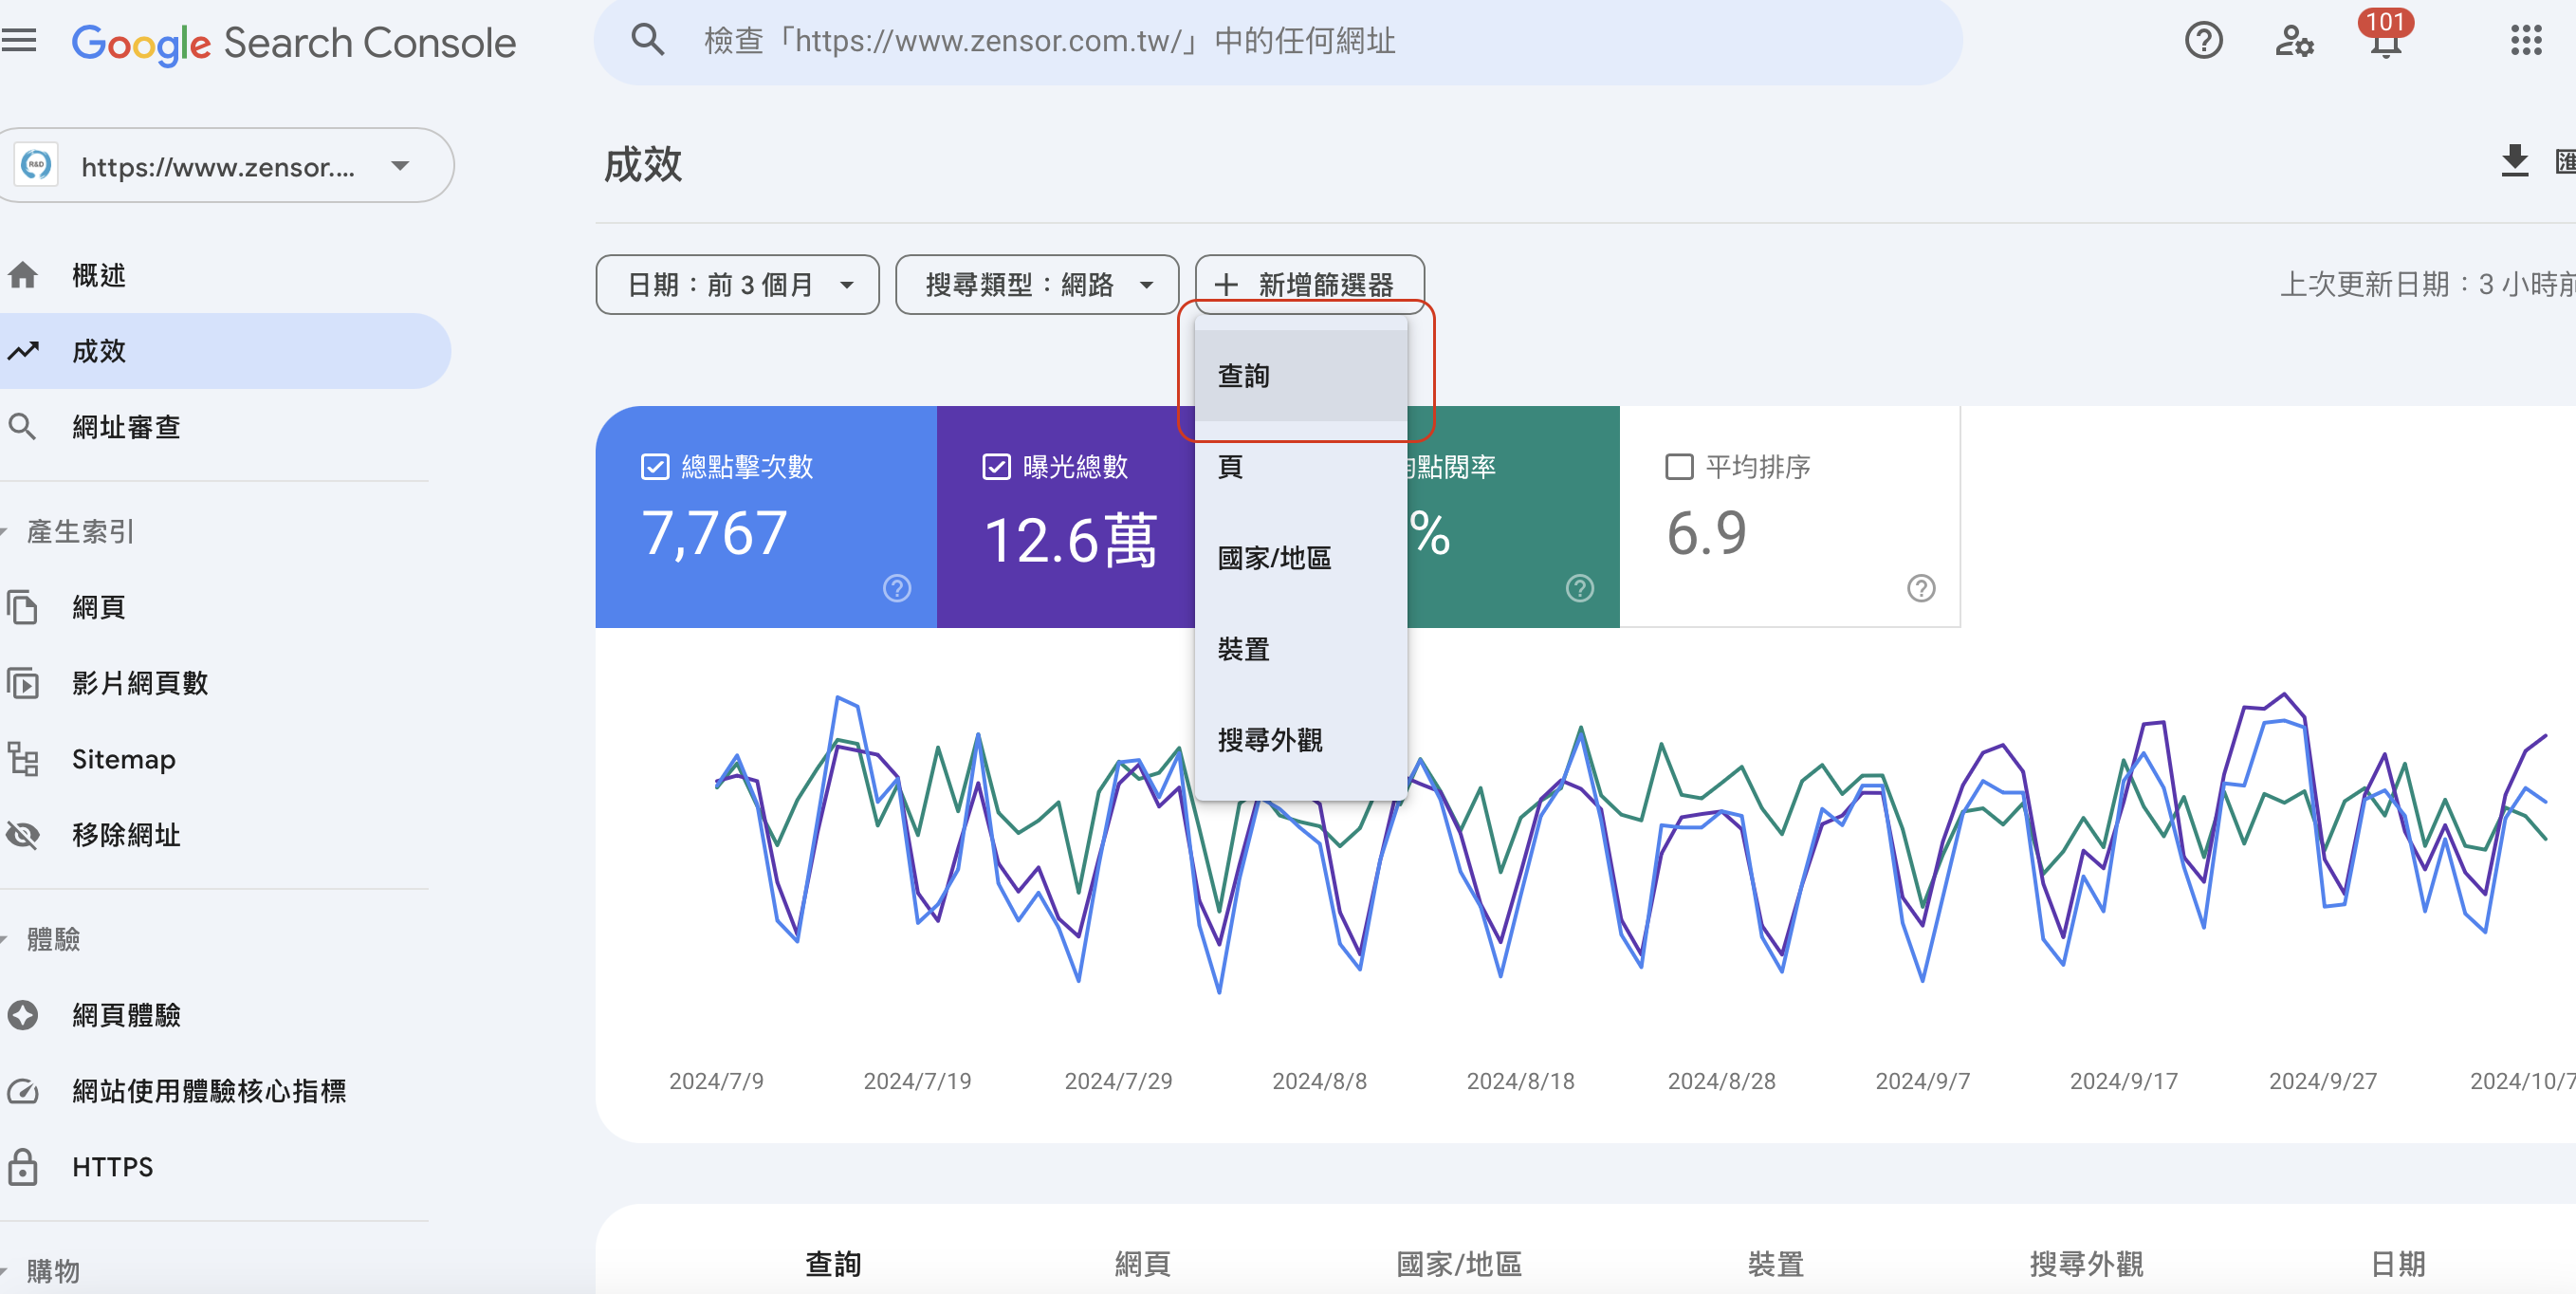 Google Search Console
檢查「https://www.zensor.com.tw/」中的任何網址
101
R&D
https://www.zensor....
成效
概述
成效
網址審查
產生索引
網頁
影片網頁數
Sitemap
移除網址
體驗
網頁體驗
網站使用體驗核心指標
HTTPS
購物
日期：前 3 個月
搜尋類型：網路
新增篩選器
上次更新日期：3 小時前
查詢
頁
國家/地區
裝置
搜尋外觀
總點擊次數
7,767
曝光總數
12.6萬
點閱率
%
平均排序
6.9
2024/7/9 2024/7/19 2024/7/29 2024/8/8 2024/8/18 2024/8/28 2024/9/7 2024/9/17 2024/9/27 2024/10/7
查詢 網頁 國家/地區 裝置 搜尋外觀 日期